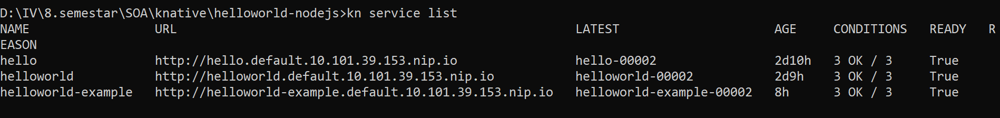 D:\IV\8.semestar\SOA\knative\helloworld-nodejs>kn service list
NAME                 URL                                                       LATEST                     AGE     CONDITIONS   READY   R
EASON
hello                http://hello.default.10.101.39.153.nip.io                 hello-00002                2d10h   3 OK / 3     True
helloworld           http://helloworld.default.10.101.39.153.nip.io            helloworld-00002           2d9h    3 OK / 3     True
helloworld-example   http://helloworld-example.default.10.101.39.153.nip.io   helloworld-example-00002   8h      3 OK / 3     True